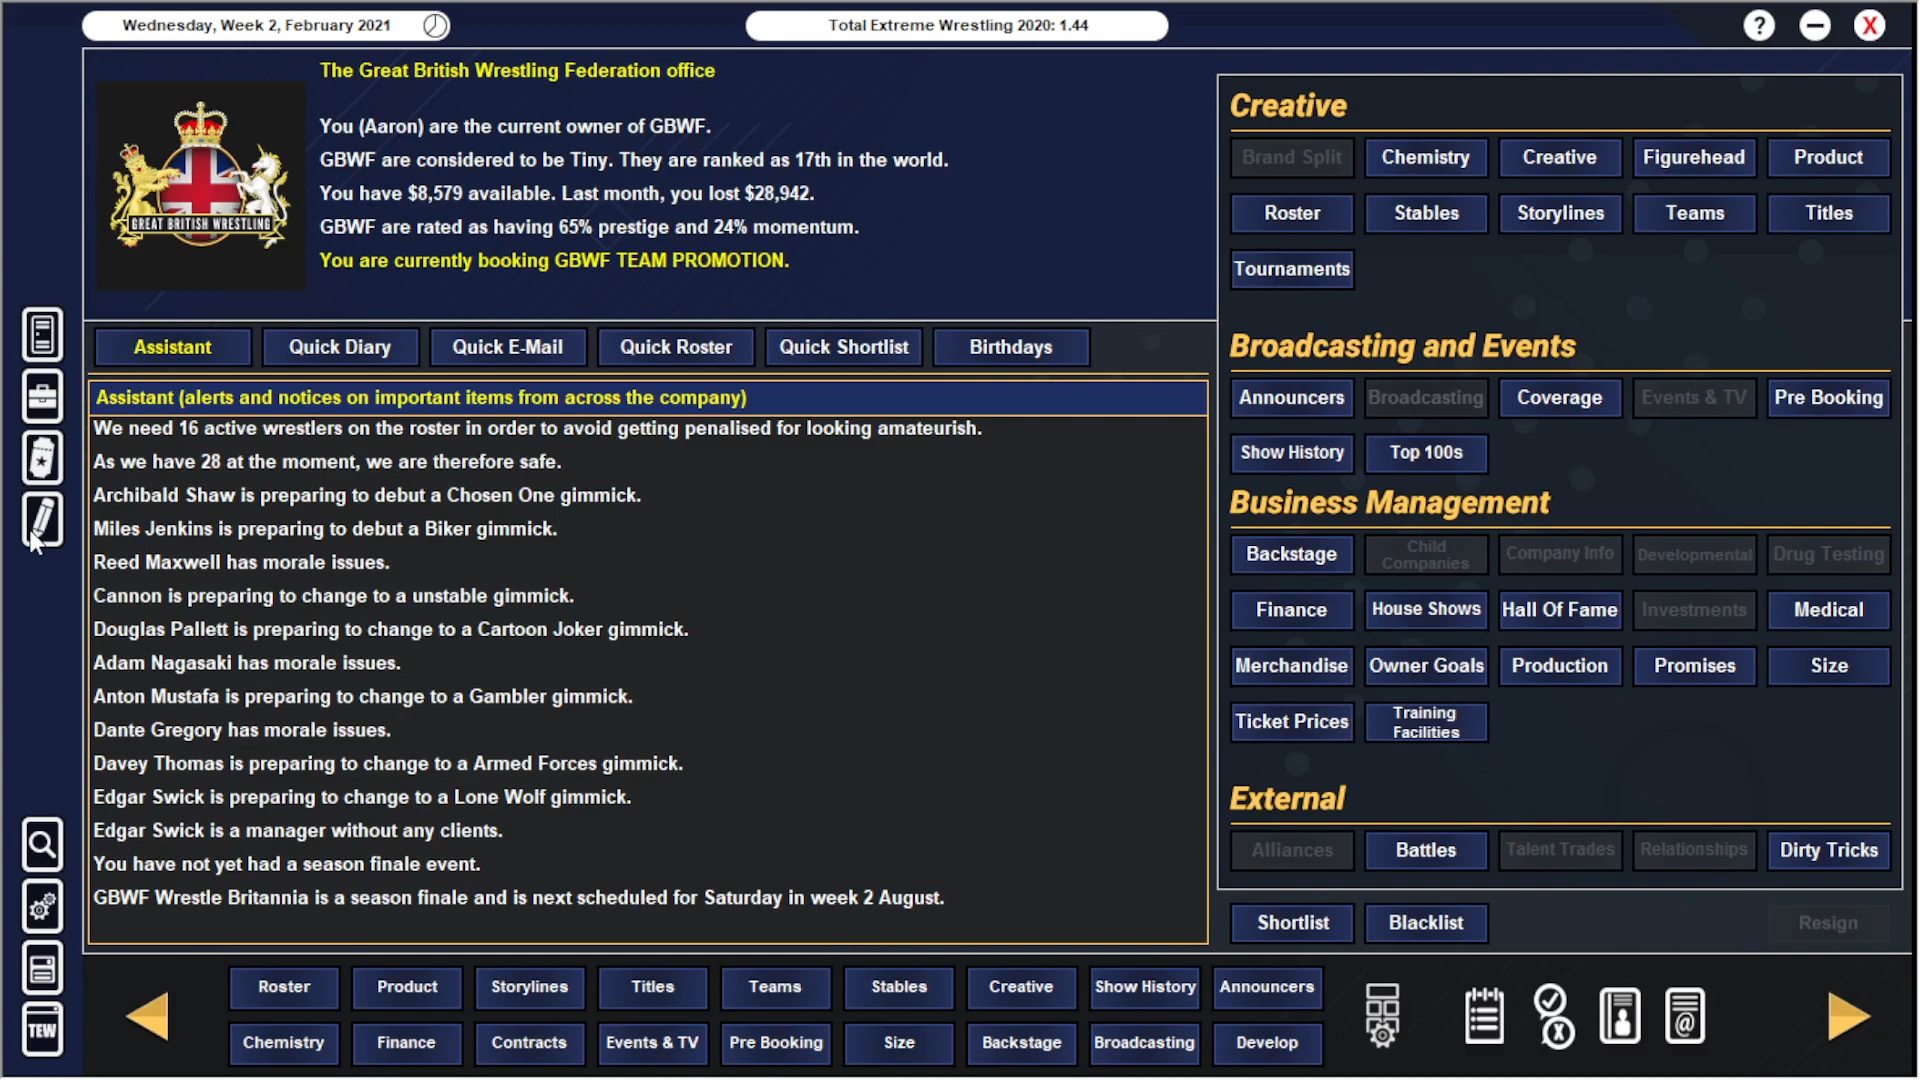 Wednesday, Week 2, February 2021
Total Extreme Wrestling 2020: 1.44
?
X
The Great British Wrestling Federation office
GREAT BRITISH WRESTLING
You (Aaron) are the current owner of GBWF.
GBWF are considered to be Tiny. They are ranked as 17th in the world.
You have $8,579 available. Last month, you lost $28,942.
GBWF are rated as having 65% prestige and 24% momentum.
You are currently booking GBWF TEAM PROMOTION.
Assistant
Quick Diary
Quick E-Mail
Quick Roster
Quick Shortlist
Birthdays
Assistant (alerts and notices on important items from across the company)
We need 16 active wrestlers on the roster in order to avoid getting penalised for looking amateurish.
As we have 28 at the moment, we are therefore safe.
Archibald Shaw is preparing to debut a Chosen One gimmick.
Miles Jenkins is preparing to debut a Biker gimmick.
Reed Maxwell has morale issues.
Cannon is preparing to change to a unstable gimmick.
Douglas Pallett is preparing to change to a Cartoon Joker gimmick.
Adam Nagasaki has morale issues.
Anton Mustafa is preparing to change to a Gambler gimmick.
Dante Gregory has morale issues.
Davey Thomas is preparing to change to a Armed Forces gimmick.
Edgar Swick is preparing to change to a Lone Wolf gimmick.
Edgar Swick is a manager without any clients.
You have not yet had a season finale event.
GBWF Wrestle Britannia is a season finale and is next scheduled for Saturday in week 2 August.
Creative
Brand Split
Chemistry
Creative
Figurehead
Product
Roster
Stables
Storylines
Teams
Titles
Tournaments
Broadcasting and Events
Announcers
Broadcasting
Coverage
Events & TV
Pre Booking
Show History
Top 100s
Business Management
Backstage
Child
Companies
Company Info
Developmental
Drug Testing
Finance
House Shows
Hall Of Fame
Investments
Medical
Merchandise
Owner Goals
Production
Promises
Size
Ticket Prices
Training
Facilities
External
Alliances
Battles
Talent Trades
Relationships
Dirty Tricks
Shortlist
Blacklist
Resign
TEW
Roster
Product
Storylines
Titles
Teams
Stables
Creative
Show History
Announcers
Chemistry
Finance
Contracts
Events & TV
Pre Booking
Size
Backstage
Broadcasting
Develop
X
@